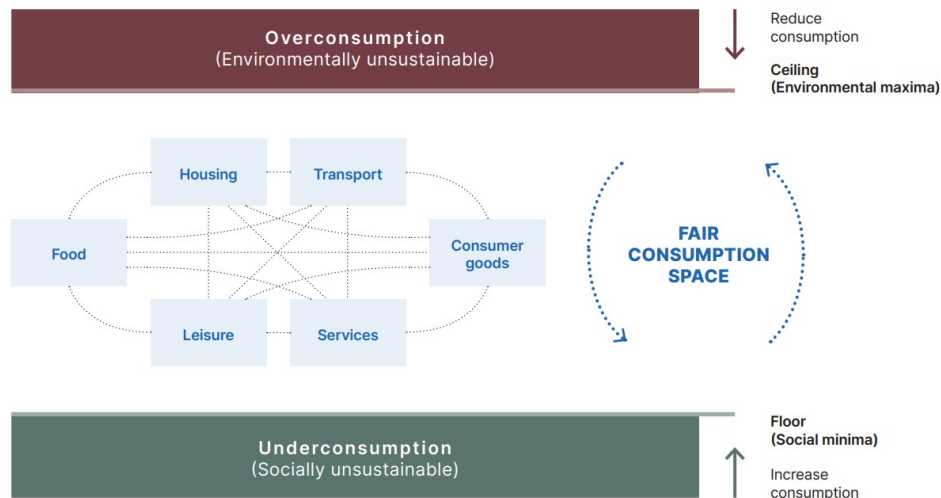 Overconsumption
(Environmentally unsustainable)
Reduce
consumption
Ceiling
(Environmental maxima)
Housing
Transport
Food
Consumer
goods
Leisure
Services
FAIR
CONSUMPTION
SPACE
Underconsumption
(Socially unsustainable)
Floor
(Social minima)
Increase
consumption